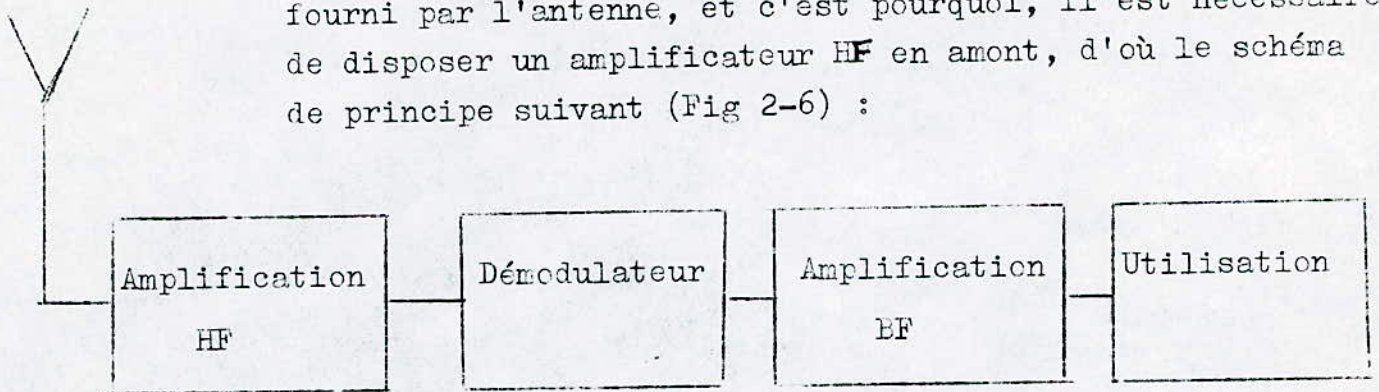 fourni par l'antenne, et c'est pourquoi, il est nécessaire
de disposer un amplificateur HF en amont, d'où le schéma
de principe suivant (Fig 2-6) :
Amplification
HF
Démodulateur
Amplification
BF
Utilisation